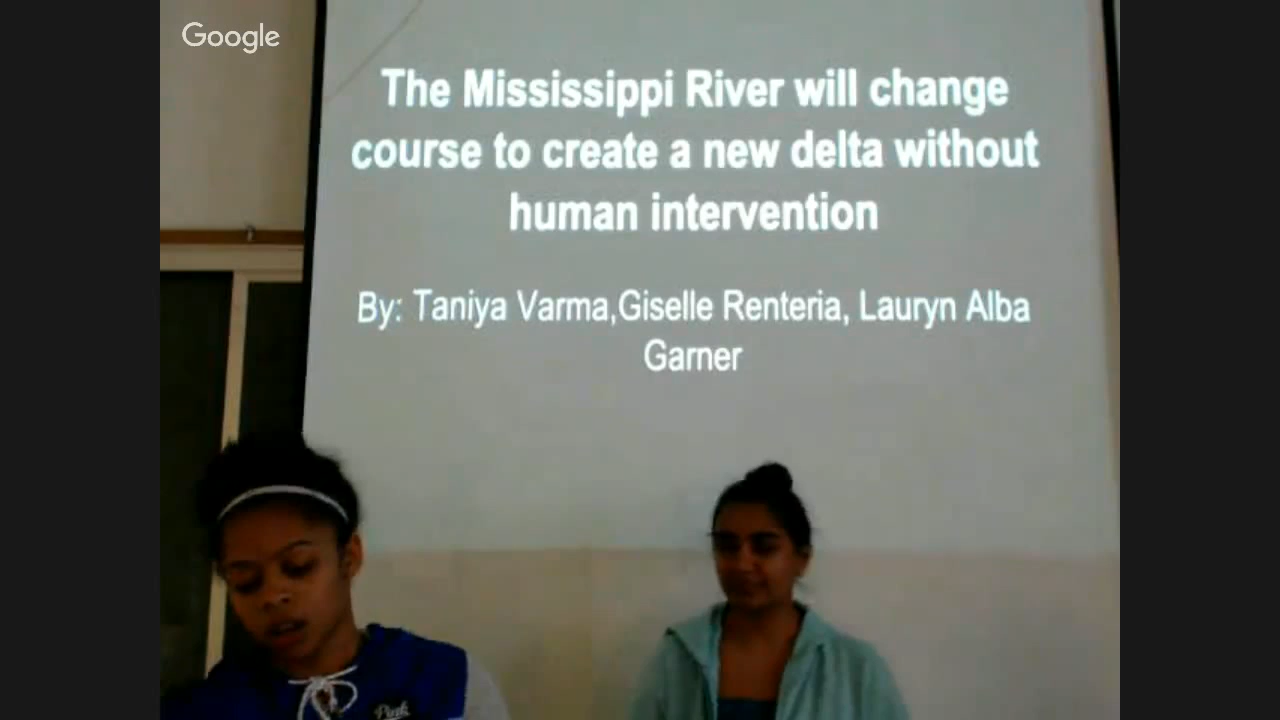 Google
The Mississippi River will change
course to create a new delta without
human intervention
By: Taniya Varma,Giselle Renteria, Lauryn Alba
Garner
Pink